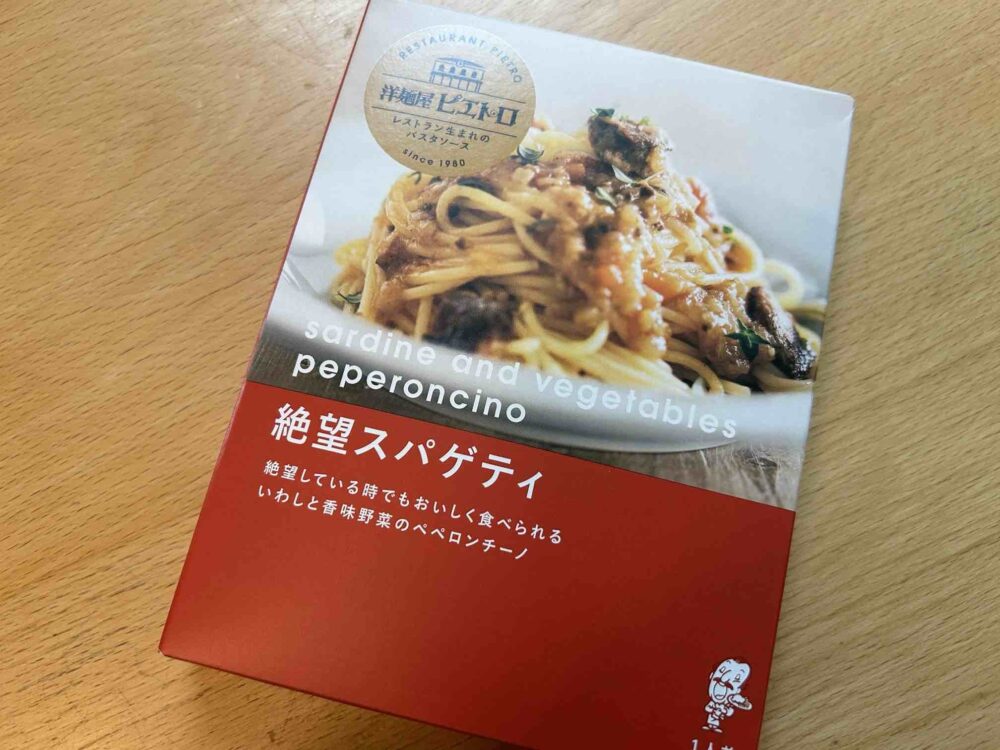 RESTAURANT PIETRO
洋麺屋 ピエトロ
レストラン生まれの
パスタソース
since 1980
sardine and vegetables
peperoncino
絶望スパゲティ
絶望している時でもおいしく食べられる
いわしと香味野菜のペペロンチーノ
1人前